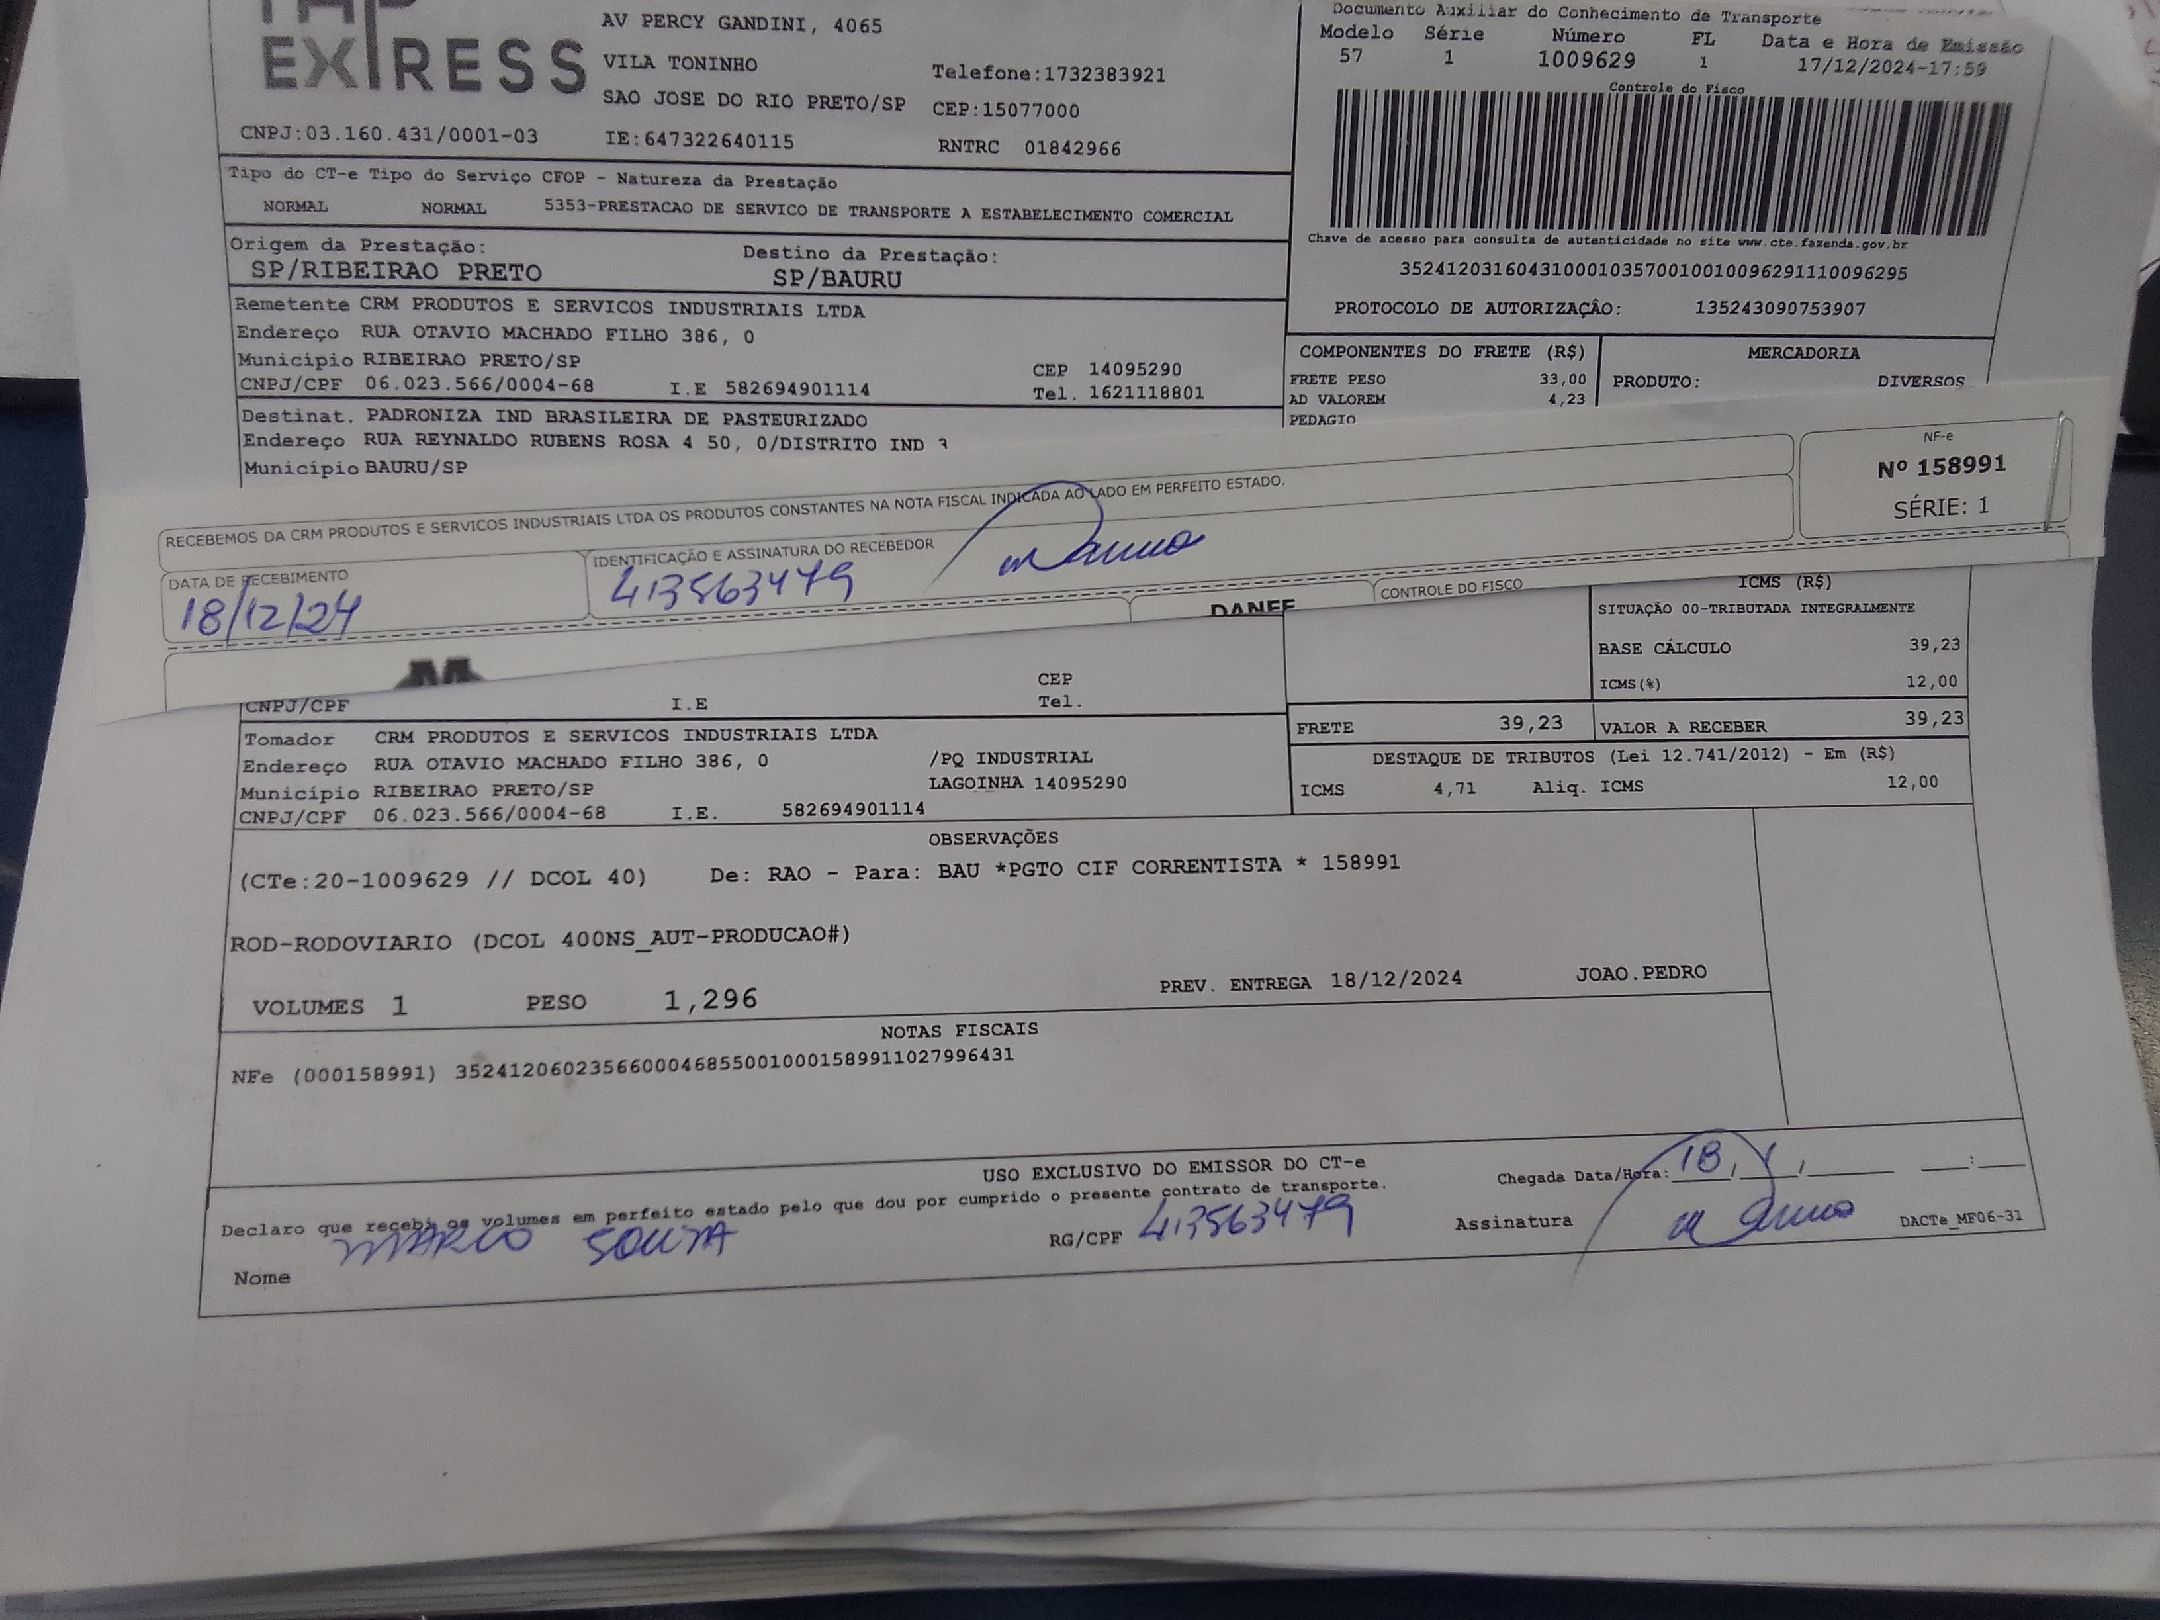 EXPRESS
AV PERCY GANDINI, 4065
VILA TONINHO
Telefone:1732383921
SAO JOSE DO RIO PRETO/SP CEP:15077000
CNPJ:03.160.431/0001-03 IE:647322640115 RNTRC 01842966
Documento Auxiliar do Conhecimento de Transporte
Modelo Série Número FL Data e Hora de Emissão
57 1 1009629 1 17/12/2024-17:59
Controle do Fisco
Chave de acesso para consulta de autenticidade no site www.cte.fazenda.gov.br
35241203160431000103570010010096291110096295
PROTOCOLO DE AUTORIZAÇÂO: 135243090753907
Tipo do CT-e Tipo do Serviço CFOP - Natureza da Prestação
NORMAL NORMAL 5353-PRESTACAO DE SERVICO DE TRANSPORTE A ESTABELECIMENTO COMERCIAL
Origem da Prestação: Destino da Prestação:
SP/RIBEIRAO PRETO SP/BAURU
Remetente CRM PRODUTOS E SERVICOS INDUSTRIAIS LTDA
Endereço RUA OTAVIO MACHADO FILHO 386, 0
Município RIBEIRAO PRETO/SP CEP 14095290
CNPJ/CPF 06.023.566/0004-68 I.E 582694901114 Tel. 1621118801
Destinat. PADRONIZA IND BRASILEIRA DE PASTEURIZADO
Endereço RUA REYNALDO RUBENS ROSA 4 50, 0/DISTRITO IND 3
Município BAURU/SP
COMPONENTES DO FRETE (R$) MERCADORIA
FRETE PESO 33,00 PRODUTO: DIVERSOS
AD VALOREM 4,23
PEDAGIO
RECEBEMOS DA CRM PRODUTOS E SERVICOS INDUSTRIAIS LTDA OS PRODUTOS CONSTANTES NA NOTA FISCAL INDICADA AO LADO EM PERFEITO ESTADO.
NF-e
Nº 158991
SÉRIE: 1
DATA DE RECEBIMENTO IDENTIFICAÇÃO E ASSINATURA DO RECEBEDOR
18/12/24 413563479
DANFE CONTROLE DO FISCO
ICMS (R$)
SITUAÇÃO 00-TRIBUTADA INTEGRALMENTE
BASE CÁLCULO 39,23
ICMS(%) 12,00
CEP
CNPJ/CPF I.E Tel.
FRETE 39,23 VALOR A RECEBER 39,23
DESTAQUE DE TRIBUTOS (Lei 12.741/2012) - Em (R$)
ICMS 4,71 Aliq. ICMS 12,00
Tomador CRM PRODUTOS E SERVICOS INDUSTRIAIS LTDA
Endereço RUA OTAVIO MACHADO FILHO 386, 0 /PQ INDUSTRIAL
Município RIBEIRAO PRETO/SP LAGOINHA 14095290
CNPJ/CPF 06.023.566/0004-68 I.E. 582694901114
OBSERVAÇÕES
(CTe:20-1009629 // DCOL 40) De: RAO - Para: BAU *PGTO CIF CORRENTISTA * 158991
ROD-RODOVIARIO (DCOL 400NS_AUT-PRODUCAO#)
VOLUMES 1 PESO 1,296 PREV. ENTREGA 18/12/2024 JOAO.PEDRO
NOTAS FISCAIS
NFe (000158991) 35241206023566000468550010001589911027996431
USO EXCLUSIVO DO EMISSOR DO CT-e
Declaro que recebi os volumes em perfeito estado pelo que dou por cumprido o presente contrato de transporte.
Chegada Data/Hora: 18/1/ :
Nome MARCO SOUZA RG/CPF 413563479 Assinatura DACTe_MF06-31